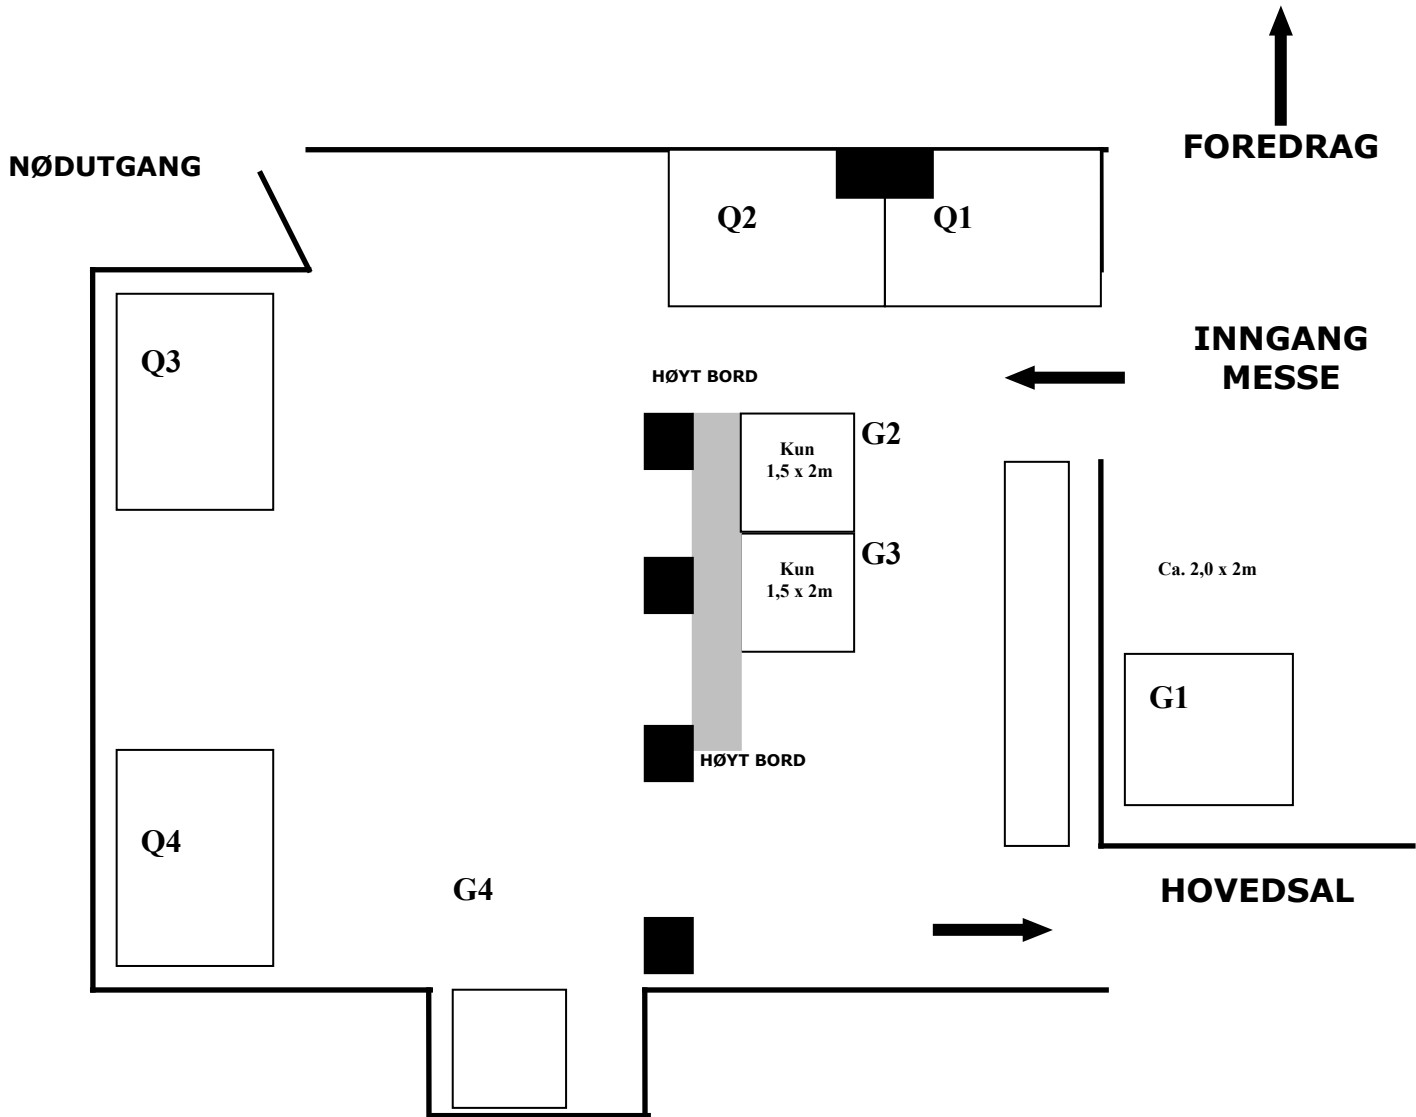 FOREDRAG
NØDUTGANG
Q2
Q1
INNGANG
MESSE
Q3
HØYT BORD
G2
Kun
1,5 x 2m
G3
Kun
1,5 x 2m
Ca. 2,0 x 2m
G1
HØYT BORD
Q4
G4
HOVEDSAL